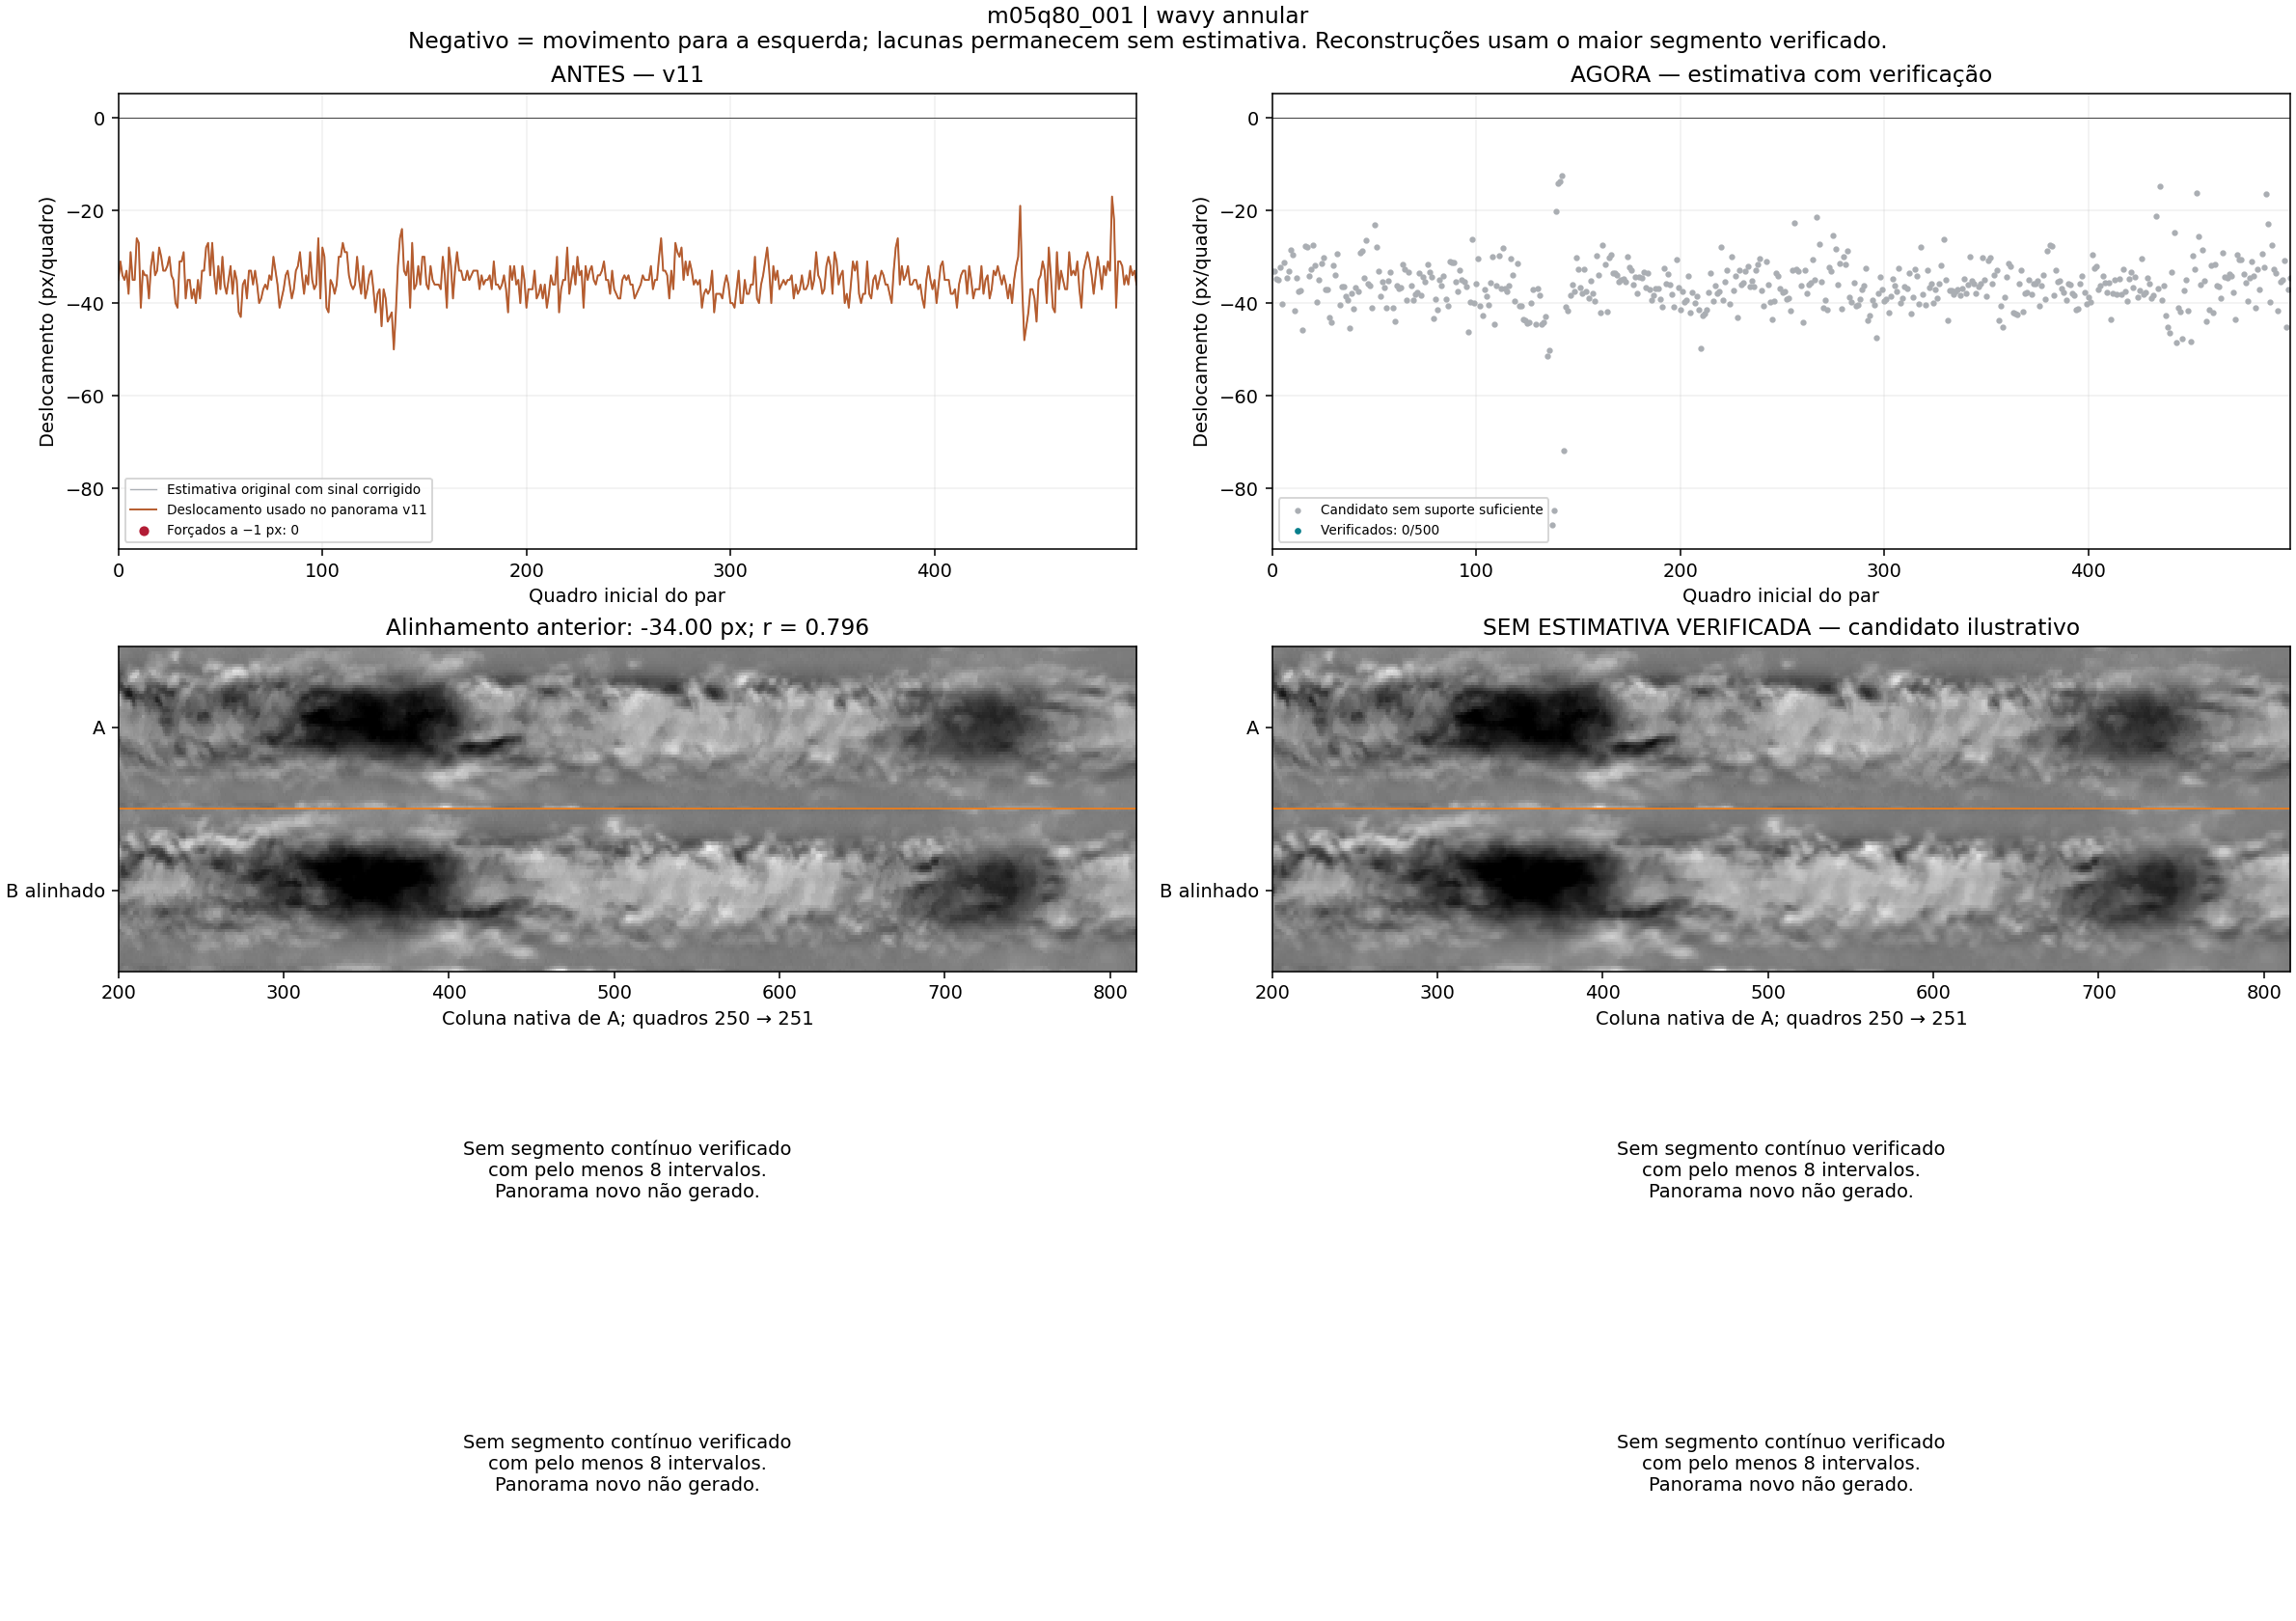 m05q80_001 | wavy annular
Negativo = movimento para a esquerda; lacunas permanecem sem estimativa. Reconstruções usam o maior segmento verificado.
ANTES — v11
0
−20
−40
−60
−80
Deslocamento (px/quadro)
Estimativa original com sinal corrigido
Deslocamento usado no panorama v11
Forçados a −1 px: 0
0 100 200 300 400
Quadro inicial do par
AGORA — estimativa com verificação
0
−20
−40
−60
−80
Deslocamento (px/quadro)
Candidato sem suporte suficiente
Verificados: 0/500
0 100 200 300 400
Quadro inicial do par
Alinhamento anterior: -34.00 px; r = 0.796
A
B alinhado
200 300 400 500 600 700 800
Coluna nativa de A; quadros 250 → 251
SEM ESTIMATIVA VERIFICADA — candidato ilustrativo
A
B alinhado
200 300 400 500 600 700 800
Coluna nativa de A; quadros 250 → 251
Sem segmento contínuo verificado
com pelo menos 8 intervalos.
Panorama novo não gerado.
Sem segmento contínuo verificado
com pelo menos 8 intervalos.
Panorama novo não gerado.
Sem segmento contínuo verificado
com pelo menos 8 intervalos.
Panorama novo não gerado.
Sem segmento contínuo verificado
com pelo menos 8 intervalos.
Panorama novo não gerado.